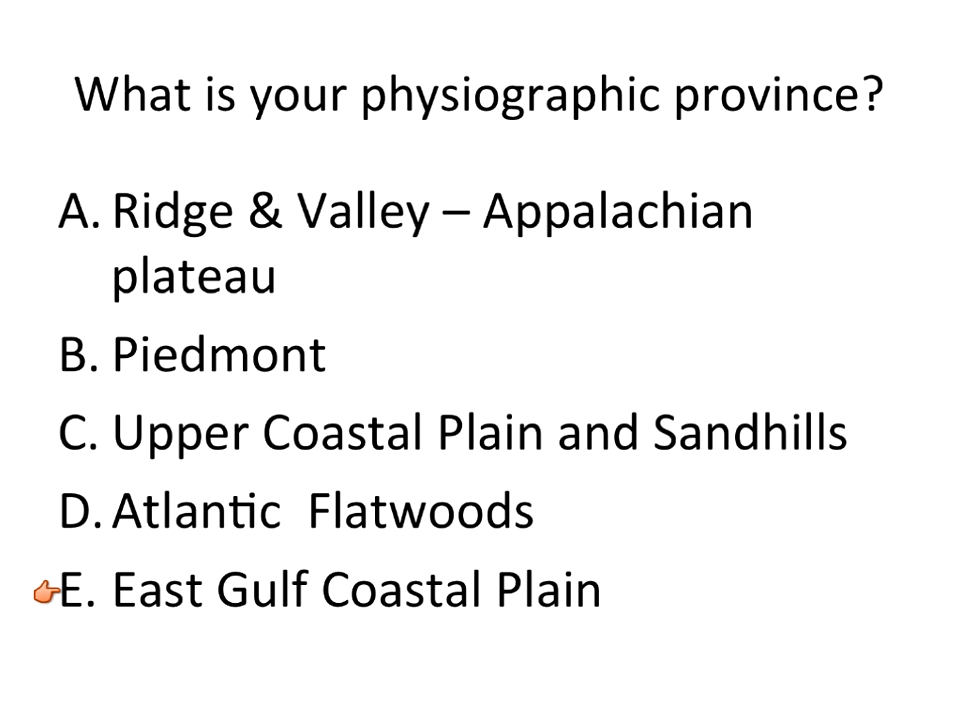 What is your physiographic province?
A. Ridge & Valley – Appalachian
plateau
B. Piedmont
C. Upper Coastal Plain and Sandhills
D. Atlantic  Flatwoods
E. East Gulf Coastal Plain